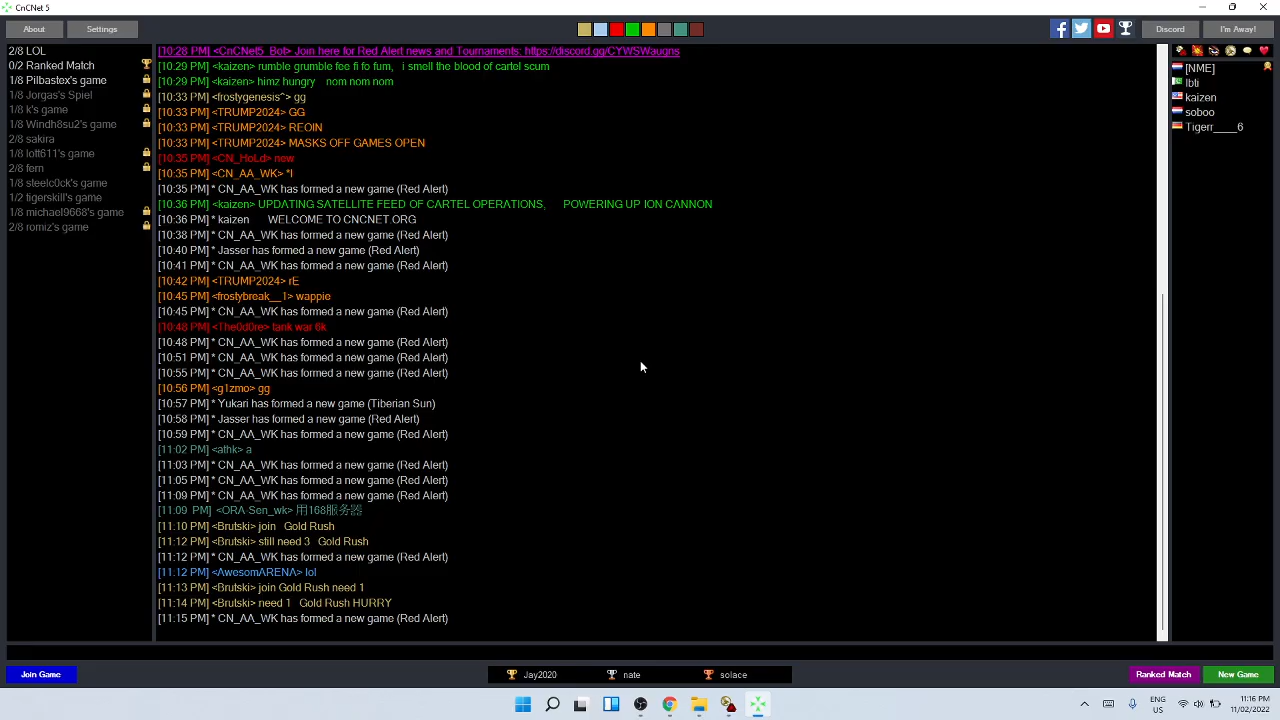 CnCNet 5
About
Settings
Discord
I'm Away!
2/8 LOL
0/2 Ranked Match
1/8 Pilbastex's game
1/8 Jorgas's Spiel
1/8 k's game
1/8 Windh8su2's game
2/8 sakira
1/8 lott611's game
2/8 fern
1/8 steelc0ck's game
1/2 tigerskill's game
1/8 michael9668's game
2/8 romiz's game
[10:28 PM] <CnCNet5_Bot> Join here for Red Alert news and Tournaments: https://discord.gg/CYWSWaugns
[10:29 PM] <kaizen> rumble grumble fee fi fo fum, i smell the blood of cartel scum
[10:29 PM] <kaizen> himz hungry nom nom nom
[10:33 PM] <frostygenesis^> gg
[10:33 PM] <TRUMP2024> GG
[10:33 PM] <TRUMP2024> REOIN
[10:33 PM] <TRUMP2024> MASKS OFF GAMES OPEN
[10:35 PM] <CN_HoLd> new
[10:35 PM] <CN_AA_WK> *l
[10:35 PM] * CN_AA_WK has formed a new game (Red Alert)
[10:36 PM] <kaizen> UPDATING SATELLITE FEED OF CARTEL OPERATIONS, POWERING UP ION CANNON
[10:36 PM] * kaizen WELCOME TO CNCNET.ORG
[10:38 PM] * CN_AA_WK has formed a new game (Red Alert)
[10:40 PM] * Jasser has formed a new game (Red Alert)
[10:41 PM] * CN_AA_WK has formed a new game (Red Alert)
[10:42 PM] <TRUMP2024> rE
[10:45 PM] <frostybreak__1> wappie
[10:45 PM] * CN_AA_WK has formed a new game (Red Alert)
[10:48 PM] <The0d0re> tank war 6k
[10:48 PM] * CN_AA_WK has formed a new game (Red Alert)
[10:51 PM] * CN_AA_WK has formed a new game (Red Alert)
[10:55 PM] * CN_AA_WK has formed a new game (Red Alert)
[10:56 PM] <g1zmo> gg
[10:57 PM] * Yukari has formed a new game (Tiberian Sun)
[10:58 PM] * Jasser has formed a new game (Red Alert)
[10:59 PM] * CN_AA_WK has formed a new game (Red Alert)
[11:02 PM] <athk> a
[11:03 PM] * CN_AA_WK has formed a new game (Red Alert)
[11:05 PM] * CN_AA_WK has formed a new game (Red Alert)
[11:09 PM] * CN_AA_WK has formed a new game (Red Alert)
[11:09 PM] <ORA-Sen_wk> 用168服务器
[11:10 PM] <Brutski> join Gold Rush
[11:12 PM] <Brutski> still need 3 Gold Rush
[11:12 PM] * CN_AA_WK has formed a new game (Red Alert)
[11:12 PM] <AwesomARENA> lol
[11:13 PM] <Brutski> join Gold Rush need 1
[11:14 PM] <Brutski> need 1 Gold Rush HURRY
[11:15 PM] * CN_AA_WK has formed a new game (Red Alert)
[NME]
lbti
kaizen
soboo
Tigerr____6
Join Game
Jay2020
nate
solace
Ranked Match
New Game
ENG
US
11:16 PM
11/02/2022